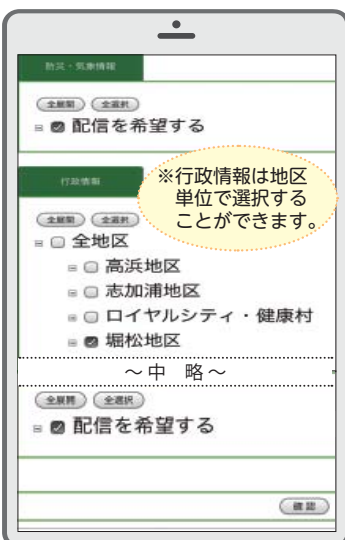 防災・気象情報
全展開 全選択
配信を希望する
行政情報
※行政情報は地区
単位で選択する
ことができます。
全展開 全選択
全地区
高浜地区
志加浦地区
ロイヤルシティ・健康村
堀松地区
～中 略～
全展開 全選択
配信を希望する
確認